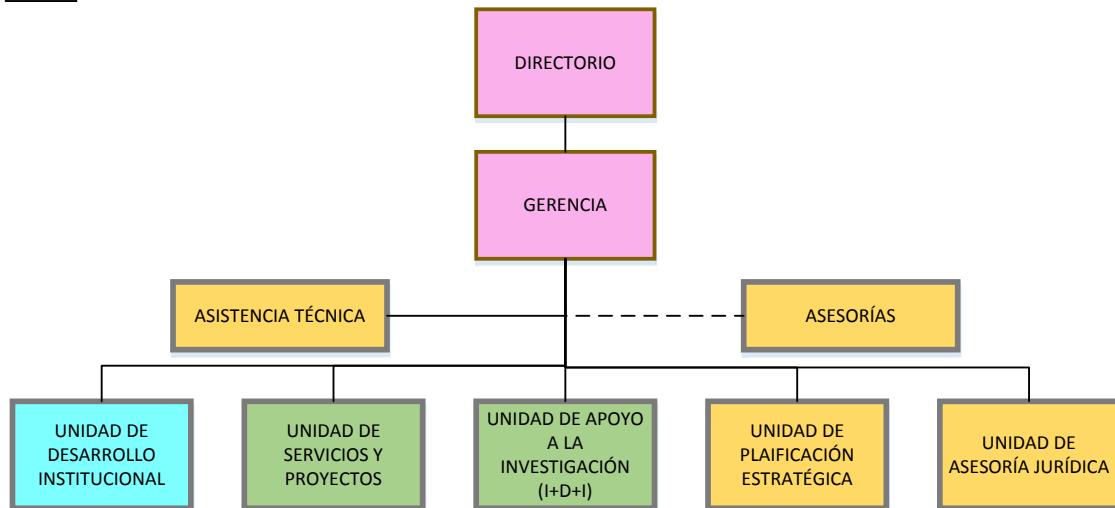 DIRECTORIO
GERENCIA
ASISTENCIA TÉCNICA
ASESORÍAS
UNIDAD DE
DESARROLLO
INSTITUCIONAL
UNIDAD DE
SERVICIOS Y
PROYECTOS
UNIDAD DE APOYO
A LA
INVESTIGACIÓN
(I+D+I)
UNIDAD DE
PLAIFICACIÓN
ESTRATÉGICA
UNIDAD DE
ASESORÍA JURÍDICA